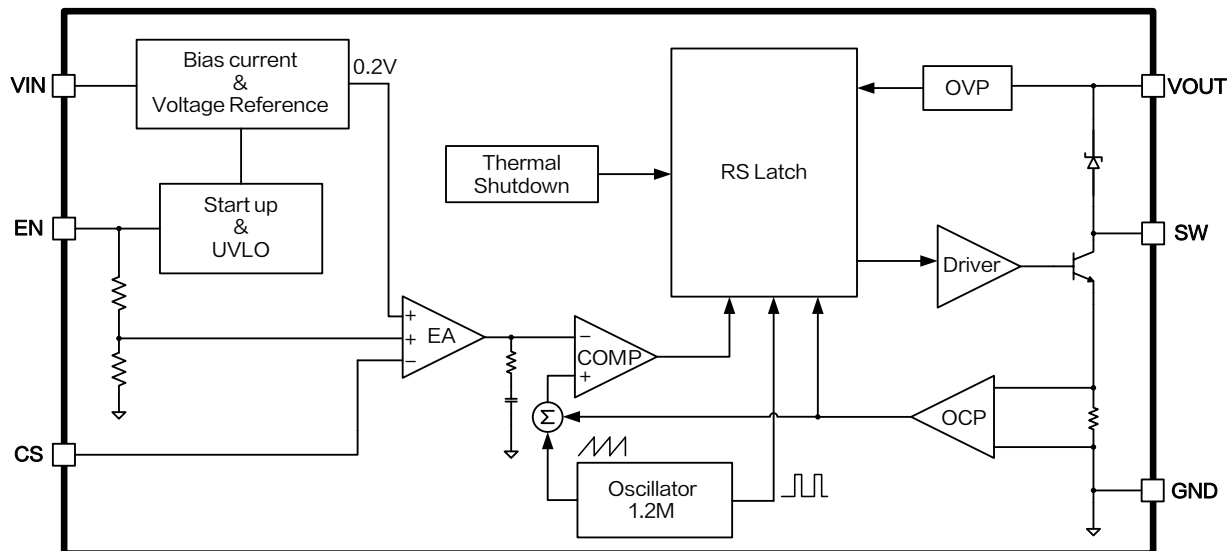 VIN
Bias current
&
Voltage Reference
0.2V
EN
Start up
&
UVLO
CS
Thermal
Shutdown
RS Latch
OVP
VOUT
SW
Driver
+
+
−
EA
−
+
COMP
Σ
OCP
Oscillator
1.2M
GND